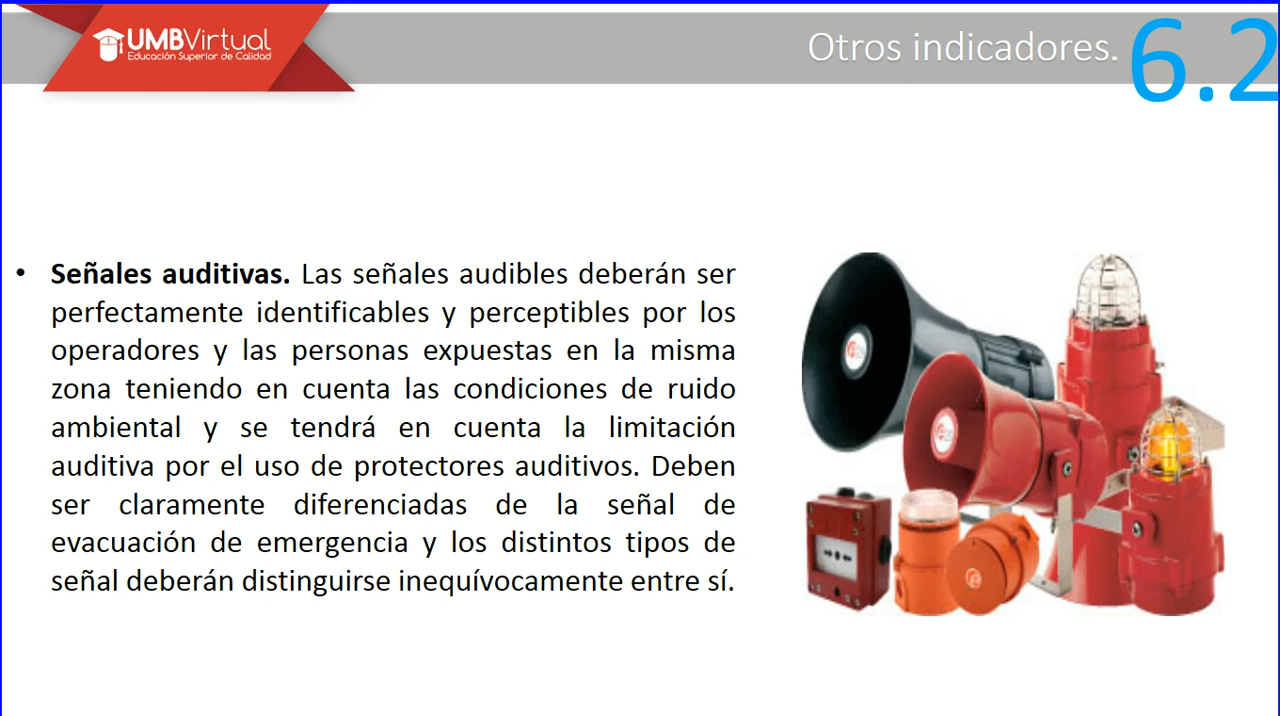 UMBVirtual
Educación Superior de Calidad
Otros indicadores.
6.2
• Señales auditivas. Las señales audibles deberán ser
perfectamente identificables y perceptibles por los
operadores y las personas expuestas en la misma
zona teniendo en cuenta las condiciones de ruido
ambiental y se tendrá en cuenta la limitación
auditiva por el uso de protectores auditivos. Deben
ser claramente diferenciadas de la señal de
evacuación de emergencia y los distintos tipos de
señal deberán distinguirse inequívocamente entre sí.